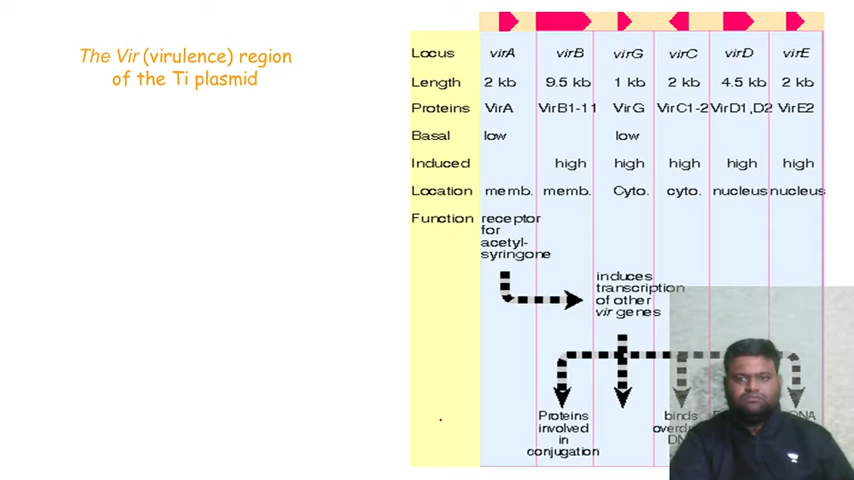 The Vir (virulence) region
of the Ti plasmid
Locus virA virB virG virC virD virE
Length 2 kb 9.5 kb 1 kb 2 kb 4.5 kb 2 kb
Proteins VirA VirB1-11 VirG VirC1-2 VirD1,D2 VirE2
Basal low low
Induced high high high high high
Location memb. memb. Cyto. cyto. nucleus nucleus
Function receptor
for
acetyl-
syringone
induces
transcription
of other
vir genes
Proteins
involved
in
conjugation
binds